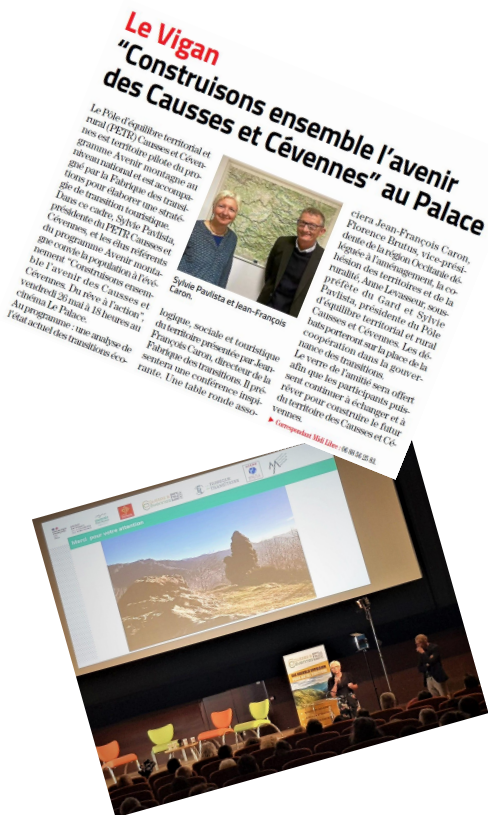 Le Vigan
“Construisons ensemble l’avenir
des Causses et Cévennes” au Palace
Le Pôle d’équilibre territorial et
rural (PETR) Causses et Céven-
nes est territoire pilote du pro-
gramme Avenir montagne au
niveau national et est accompa-
gné par la Fabrique des transi-
tions pour élaborer une straté-
gie de transition touristique.
Dans ce cadre, Sylvie Pavlista,
présidente du PETR Causses et
Cévennes, et les élus référents
du programme Avenir monta-
gne convie la population à l’évé-
nement “Construisons ensem-
ble l’avenir des Causses et
Cévennes. Du rêve à l’action”,
vendredi 26 mai à 18 heures au
cinéma Le Palace.
Au programme : une analyse de
l’état actuel des transitions éco-
Sylvie Pavlista et Jean-François
Caron.
logique, sociale et touristique
du territoire présentée par Jean-
François Caron, directeur de la
Fabrique des transitions. Il pré-
sentera une conférence inspi-
rante. Une table ronde asso-
ciera Jean-François Caron,
Florence Brutus, vice-prési-
dente de la région Occitanie dé-
léguée à l’aménagement, la co-
hésion des territoires et de la
ruralité, Anne Levasseur, sous-
préfète du Gard et Sylvie
Pavlista, présidente du Pôle
d’équilibre territorial et rural
Causses et Cévennes. Les dé-
bats porteront sur la place de la
coopération dans la gouver-
nance des transitions.
Le verre de l’amitié sera offert
afin que les participants puis-
sent continuer à échanger et à
rêver pour construire le futur
du territoire des Causses et Cé-
vennes.
Correspondant Midi Libre : 06 89 56 25 93.
Merci pour votre attention